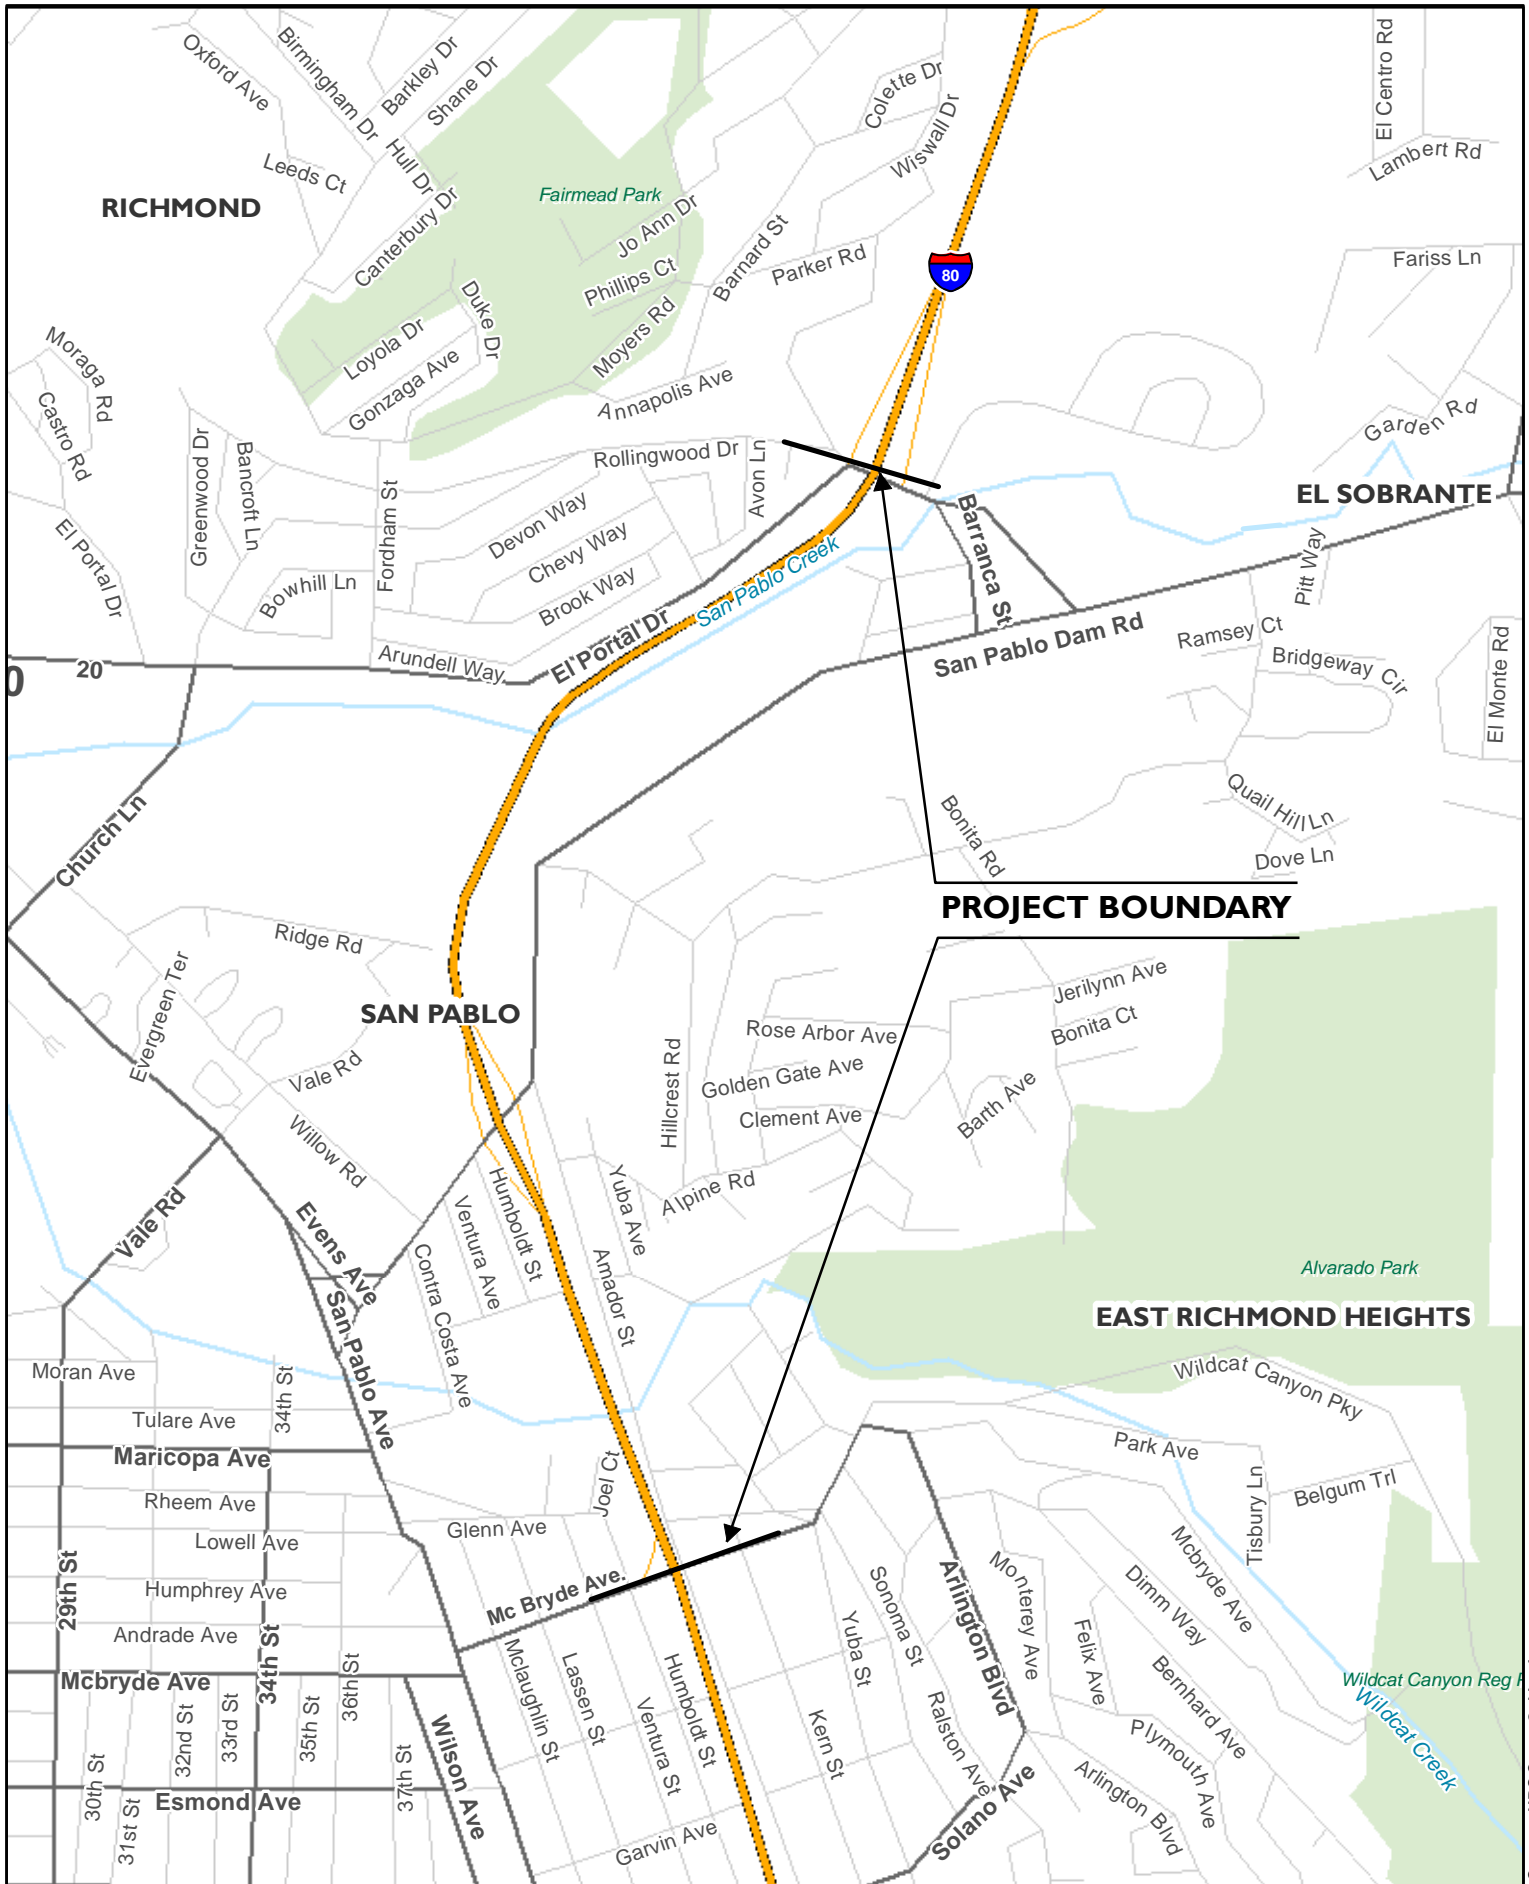 Oxford Ave
Birmingham Dr
Barkley Dr
Shane Dr
Colette Dr
Wiswall Dr
El Centro Rd
Lambert Rd
Leeds Ct
Hull Dr
RICHMOND
Canterbury Dr
Fairmead Park
Jo Ann Dr
Phillips Ct
Barnard St
Parker Rd
80
Fariss Ln
Moyers Rd
Duke Dr
Loyola Dr
Gonzaga Ave
Moraga Rd
Castro Rd
Annapolis Ave
Garden Rd
Greenwood Dr
Bancroft Ln
Fordham St
Rollingwood Dr
Avon Ln
EL SOBRANTE
Devon Way
Chevy Way
Brook Way
Barranca St
Pitt Way
El Portal Dr
Bowhill Ln
San Pablo Creek
El Portal Dr
Arundell Way
San Pablo Dam Rd
Ramsey Ct
Bridgeway Cir
El Monte Rd
0
20
Church Ln
Bonita Rd
Quail Hill Ln
Dove Ln
PROJECT BOUNDARY
Ridge Rd
Evergreen Ter
SAN PABLO
Jerilynn Ave
Bonita Ct
Rose Arbor Ave
Golden Gate Ave
Clement Ave
Barth Ave
Hillcrest Rd
Vale Rd
Willow Rd
Alpine Rd
Yuba Ave
Humboldt St
Ventura Ave
Contra Costa Ave
Amador St
Vale Rd
Evens Ave
San Pablo Ave
Alvarado Park
EAST RICHMOND HEIGHTS
Wildcat Canyon Pky
Moran Ave
34th St
Tulare Ave
Maricopa Ave
Park Ave
Tisbury Ln
Belgum Trl
Rheem Ave
Joel Ct
Glenn Ave
Lowell Ave
29th St
Humphrey Ave
Mc Bryde Ave.
Andrade Ave
34th St
Mcbryde Ave
36th St
35th St
33rd St
32nd St
30th St
31st St
37th St
Esmond Ave
Wilson Ave
Mclaughlin St
Lassen St
Ventura St
Humboldt St
Garvin Ave
Kern St
Yuba St
Sonoma St
Ralston Ave
Arlington Blvd
Solano Ave
Monterey Ave
Felix Ave
Dimm Way
Mcbryde Ave
Bernhard Ave
Plymouth Ave
Arlington Blvd
Wildcat Canyon Reg
Wildcat Creek